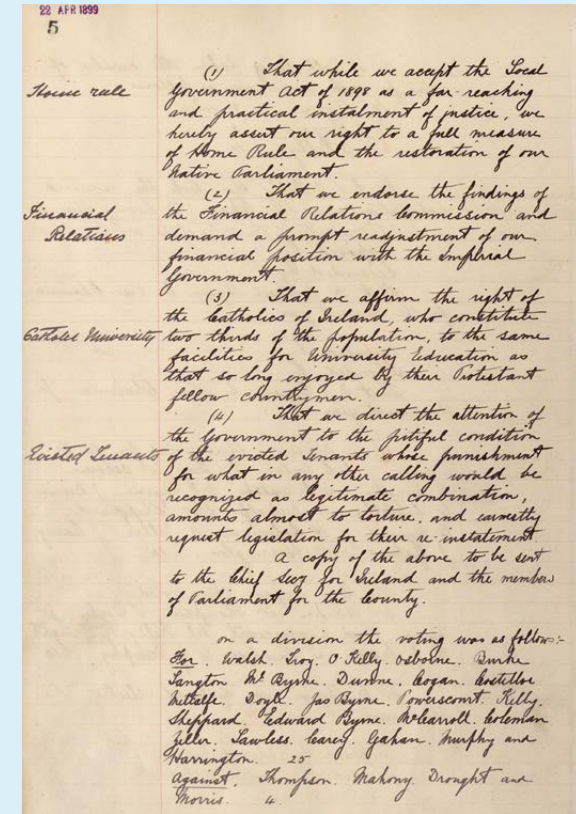 22 APR 1899
5
(1) That while we accept the Local
Home rule
Government Act of 1898 as a far-reaching
and practical instalment of justice, we
hereby assert our right to a full measure
of Home Rule and the restoration of our
Native Parliament.
(2) That we endorse the findings of
Financial
Relations
the Financial Relations Commission and
demand a prompt readjustment of our
financial position with the Imperial
Government.
(3) That we affirm the right of
the Catholics of Ireland, who constitute
Catholic University
two thirds of the population, to the same
facilities for University Education as
that so long enjoyed by their Protestant
fellow countrymen.
(4) That we direct the attention of
the Government to the pitiful condition
Evicted Tenants
of the evicted Tenants whose punishment
for what in any other calling would be
recognized as legitimate combination,
amounts almost to torture, and earnestly
request legislation for their re-instatement
A copy of the above to be sent
to the Chief Secy for Ireland and the members
of Parliament for the County.
on a division the voting was as follows:-
For. Walsh. Troy. O'Kelly. Osborne. Burke
Langton Byrne. Dunne. Cogan. Costelloe
Metcalfe. Doyle. Jas Byrne. Powerscourt. Kelly.
Sheppard. Edward Byrne. McCarroll. Coleman
Lawless. Carey. Gahan. Murphy and
Harrington. 25
Against. Thompson. Mahony. Drought and
Morris. 4.